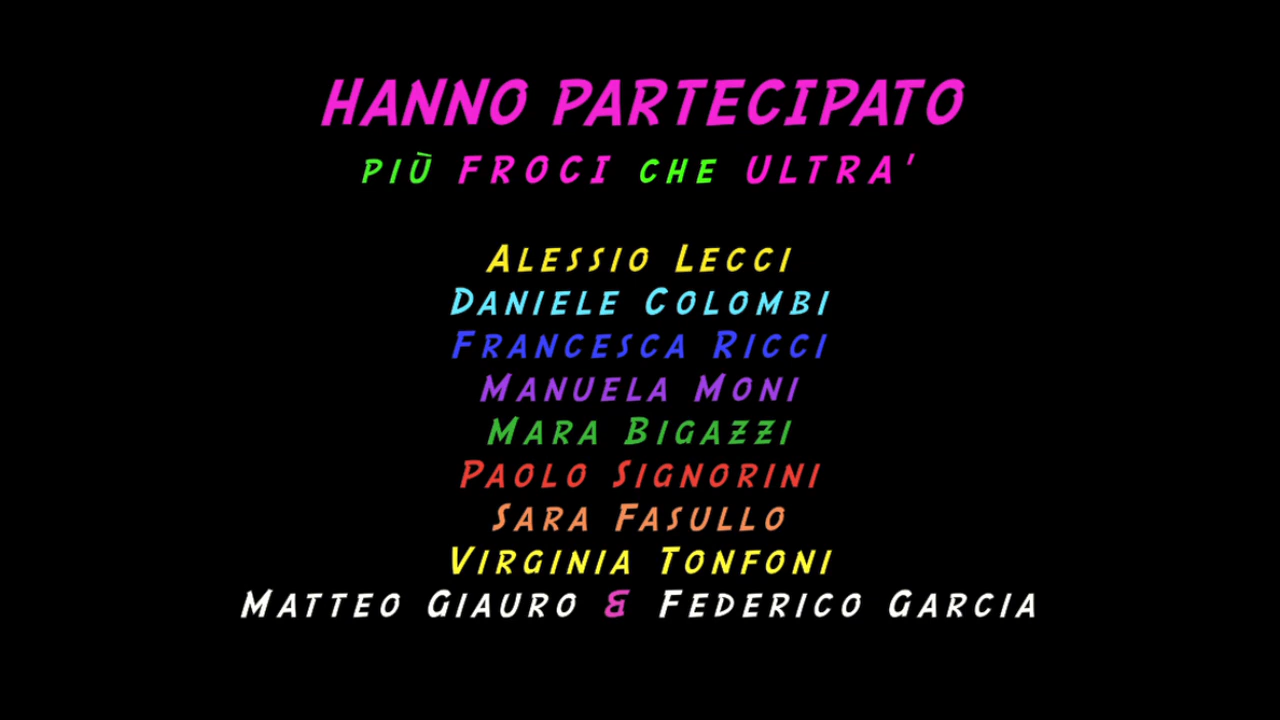 HANNO PARTECIPATO
PIÙ FROCI CHE ULTRA'
ALESSIO LECCI
DANIELE COLOMBI
FRANCESCA RICCI
MANUELA MONI
MARA BIGAZZI
PAOLO SIGNORINI
SARA FASULLO
VIRGINIA TONFONI
MATTEO GIAURO & FEDERICO GARCIA